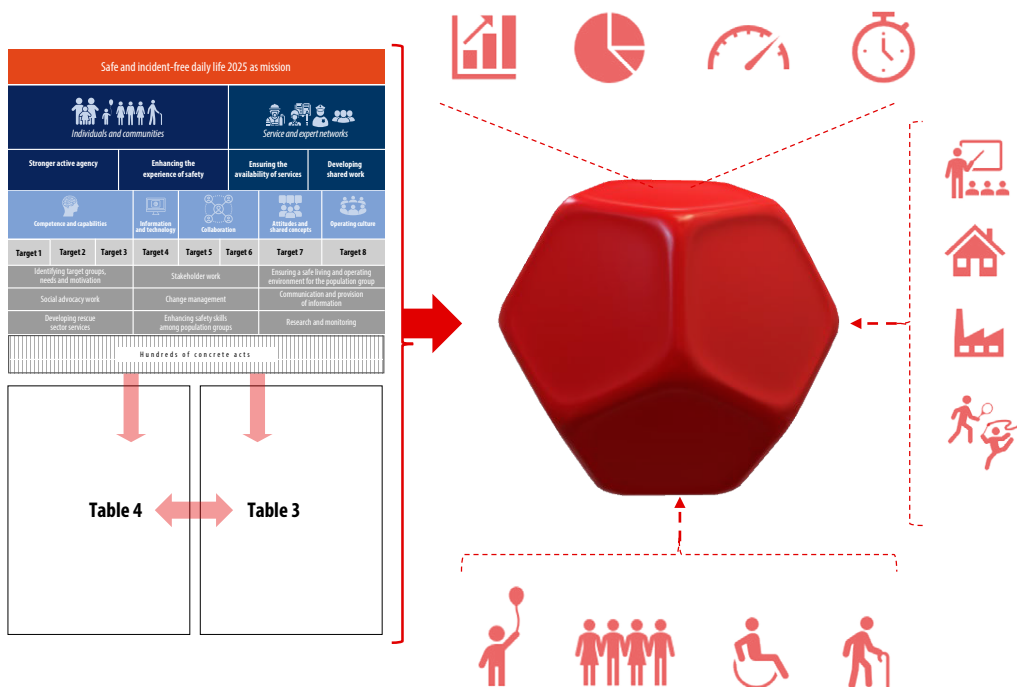 Safe and incident-free daily life 2025 as mission
Individuals and communities
Service and expert networks
Stronger active agency
Enhancing the
experience of safety
Ensuring the
availability of services
Developing
shared work
Competence and capabilities
Information
and technology
Collaboration
Attitudes and
shared concepts
Operating culture
Target 1
Target 2
Target 3
Target 4
Target 5
Target 6
Target 7
Target 8
Identifying target groups,
needs and motivation
Stakeholder work
Ensuring a safe living and operating
environment for the population group
Social advocacy work
Change management
Communication and provision
of information
Developing rescue
sector services
Enhancing safety skills
among population groups
Research and monitoring
Hundreds of concrete acts
Table 4
Table 3